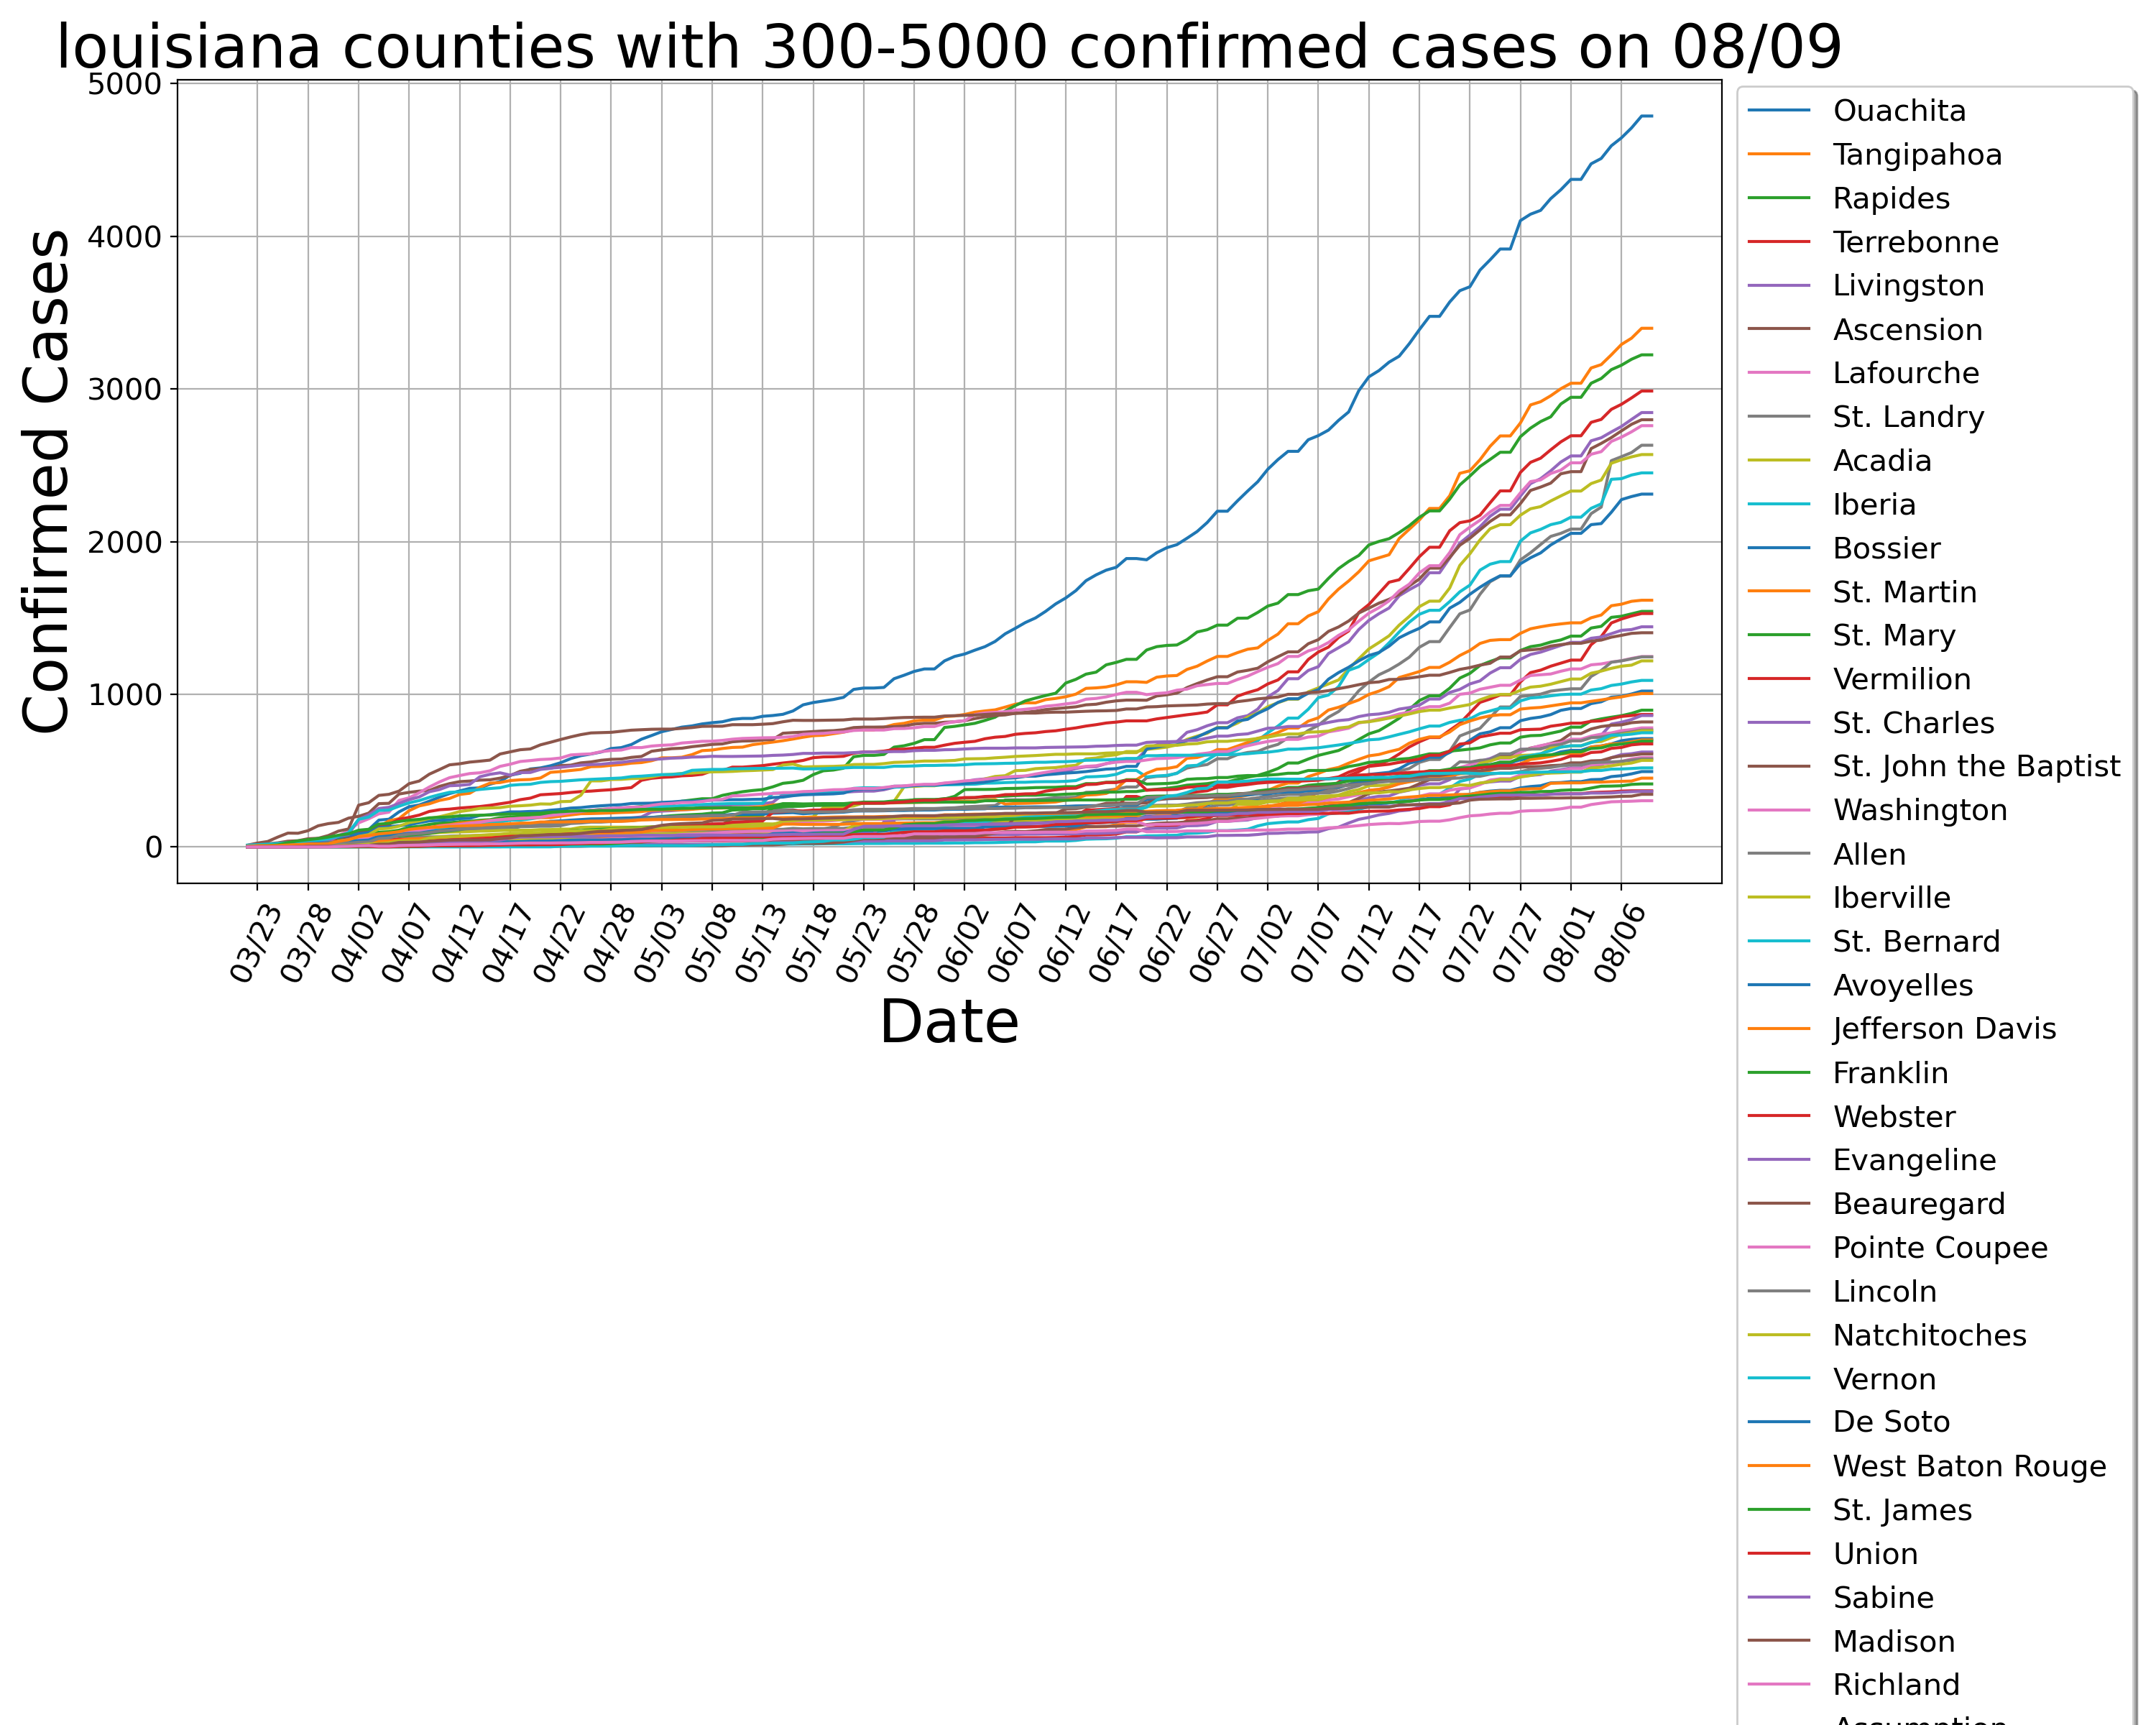 louisiana counties with 300-5000 confirmed cases on 08/09
5000
4000
3000
2000
1000
0
Confirmed Cases
03/23
03/28
04/02
04/07
04/12
04/17
04/22
04/28
05/03
05/08
05/13
05/18
05/23
05/28
06/02
06/07
06/12
06/17
06/22
06/27
07/02
07/07
07/12
07/17
07/22
07/27
08/01
08/06
Date
Ouachita
Tangipahoa
Rapides
Terrebonne
Livingston
Ascension
Lafourche
St. Landry
Acadia
Iberia
Bossier
St. Martin
St. Mary
Vermilion
St. Charles
St. John the Baptist
Washington
Allen
Iberville
St. Bernard
Avoyelles
Jefferson Davis
Franklin
Webster
Evangeline
Beauregard
Pointe Coupee
Lincoln
Natchitoches
Vernon
De Soto
West Baton Rouge
St. James
Union
Sabine
Madison
Richland
Assumption